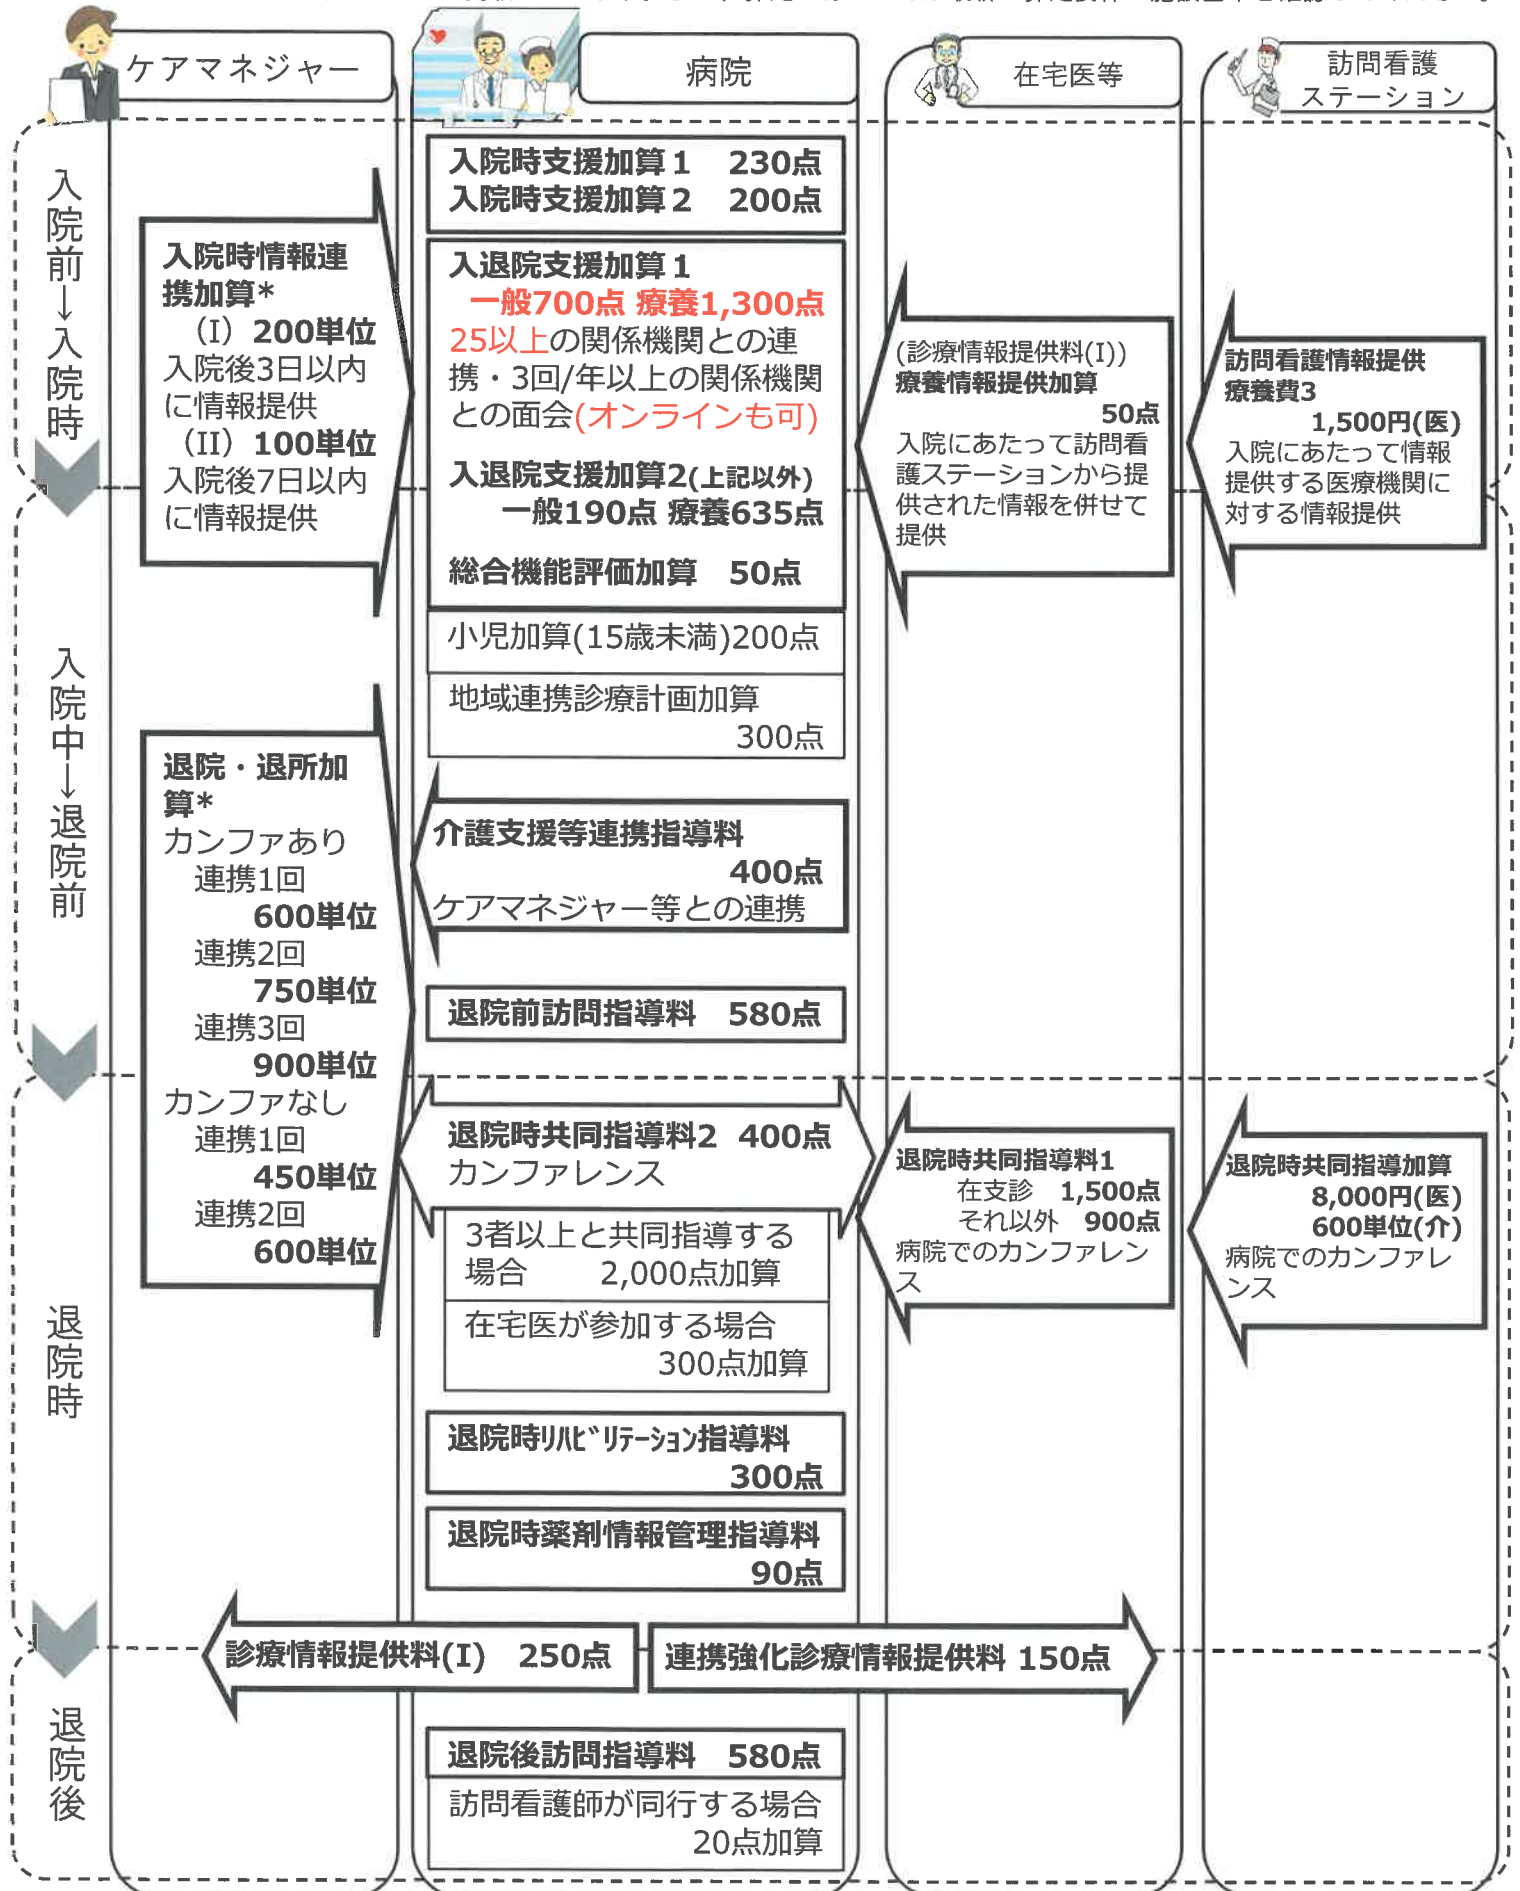 ケアマネジャー
病院
在宅医等
訪問看護
ステーション
入院前→入院時
入院時情報連
携加算*
(I) 200単位
入院後3日以内
に情報提供
(II) 100単位
入院後7日以内
に情報提供
入院時支援加算1 230点
入院時支援加算2 200点
入退院支援加算1
一般700点 療養1,300点
25以上の関係機関との連
携・3回/年以上の関係機関
との面会(オンラインも可)
入退院支援加算2(上記以外)
一般190点 療養635点
総合機能評価加算 50点
小児加算(15歳未満)200点
地域連携診療計画加算
300点
(診療情報提供料(I))
療養情報提供加算
50点
入院にあたって訪問看
護ステーションから提
供された情報を併せて
提供
訪問看護情報提供
療養費3
1,500円(医)
入院にあたって情報
提供する医療機関に
対する情報提供
入院中→退院前
退院・退所加
算*
カンファあり
連携1回
600単位
連携2回
750単位
連携3回
900単位
カンファなし
連携1回
450単位
連携2回
600単位
介護支援等連携指導料
400点
ケアマネジャー等との連携
退院前訪問指導料 580点
退院時
退院時共同指導料2 400点
カンファレンス
3者以上と共同指導する
場合 2,000点加算
在宅医が参加する場合
300点加算
退院時共同指導料1
在支診 1,500点
それ以外 900点
病院でのカンファレン
ス
退院時共同指導加算
8,000円(医)
600単位(介)
病院でのカンファレ
ンス
退院時ﾘﾊﾋﾞﾘﾃｰｼｮﾝ指導料
300点
退院時薬剤情報管理指導料
90点
診療情報提供料(I) 250点
連携強化診療情報提供料 150点
退院後
退院後訪問指導料 580点
訪問看護師が同行する場合
20点加算